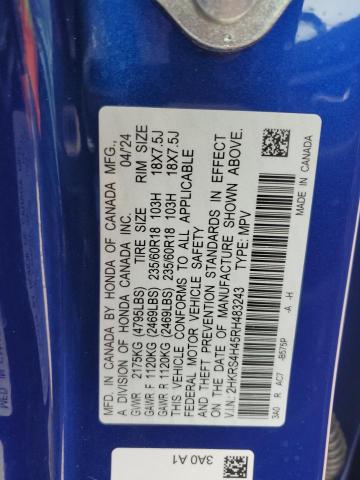 MFD. IN CANADA BY HONDA OF CANADA MFG.,
A DIVISION OF HONDA CANADA INC. 04/24
GVWR 2175KG (4795LBS) TIRE SIZE RIM SIZE
GAWR F 1120KG (2469LBS) 235/60R18 103H 18X7.5J
GAWR R 1120KG (2469LBS) 235/60R18 103H 18X7.5J
THIS VEHICLE CONFORMS TO ALL APPLICABLE
FEDERAL MOTOR VEHICLE SAFETY
AND THEFT PREVENTION STANDARDS IN EFFECT
ON THE DATE OF MANUFACTURE SHOWN ABOVE.
V.I.N: 2HKRS4H45RH483243 TYPE: MPV
3A0 R AC7 -B575P -A -H
MADE IN CANADA
3A0 A1